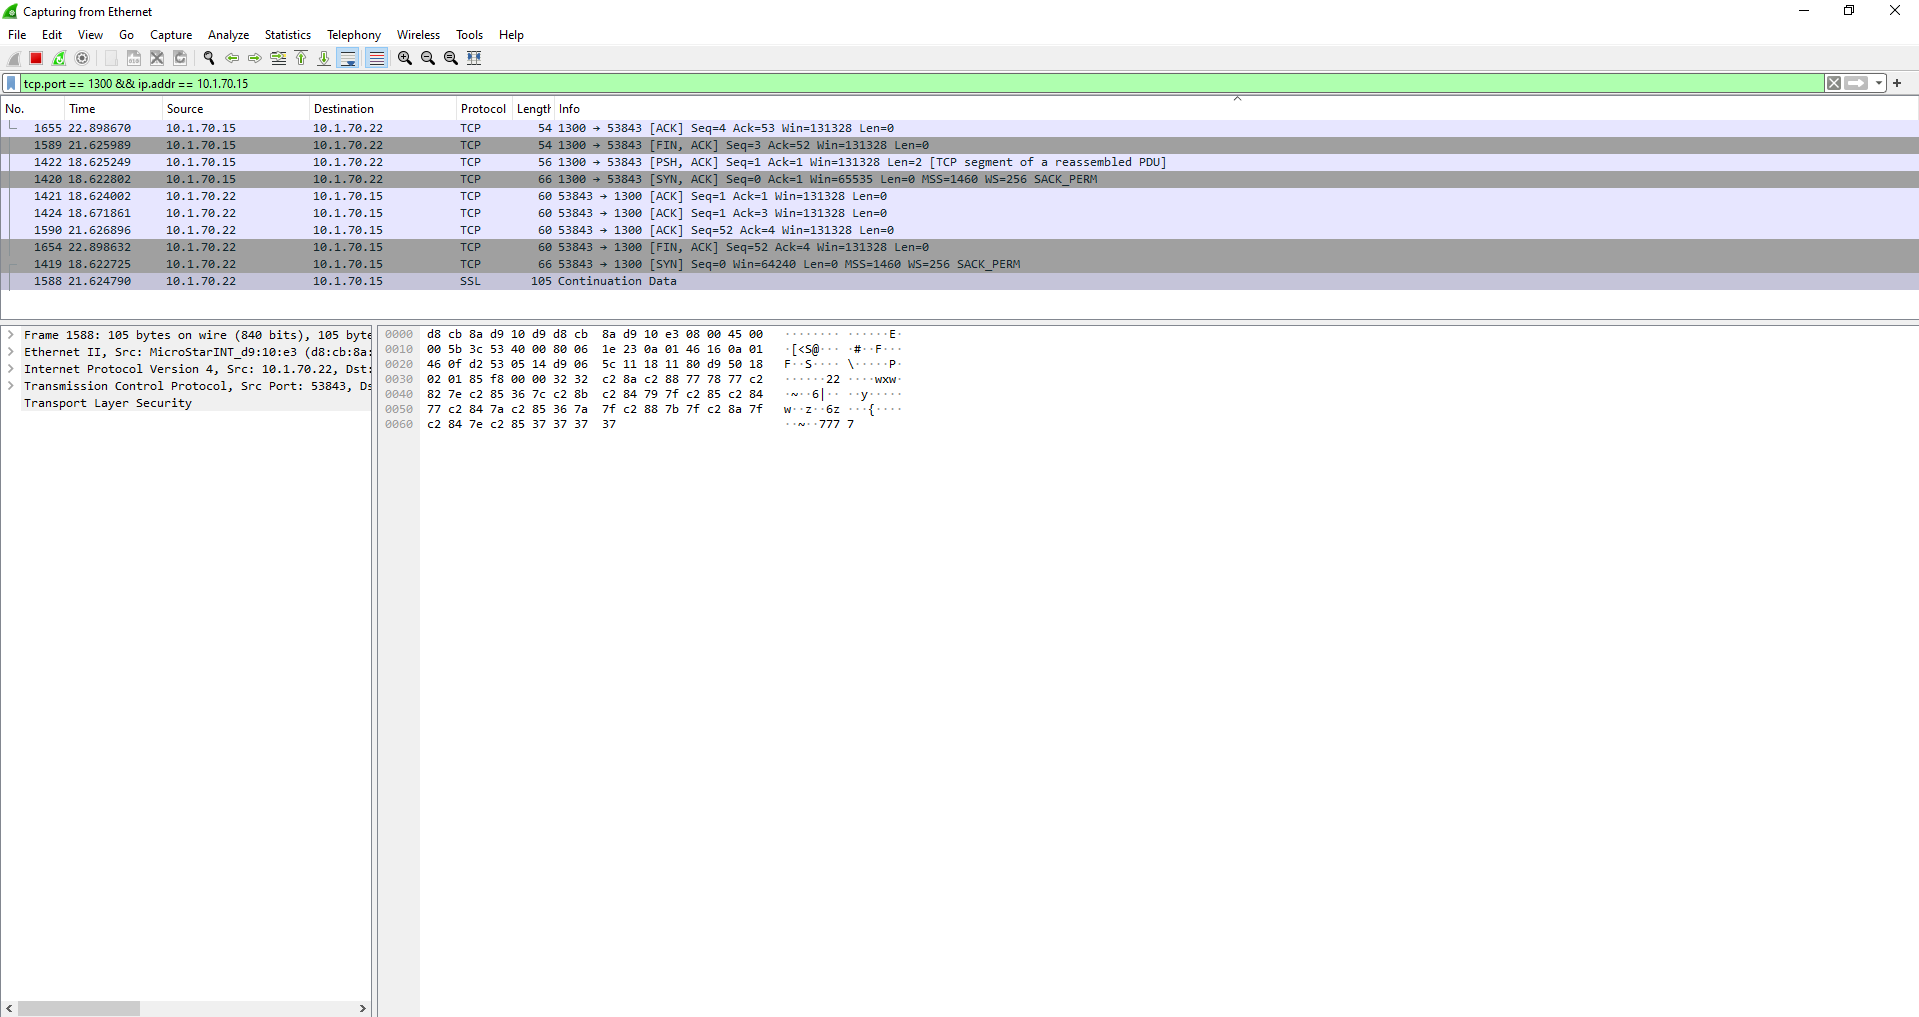 Capturing from Ethernet
File Edit View Go Capture Analyze Statistics Telephony Wireless Tools Help
tcp.port == 1300 && ip.addr == 10.1.70.15
No. Time Source Destination Protocol Length Info
1655 22.898670 10.1.70.15 10.1.70.22 TCP 54 1300 → 53843 [ACK] Seq=4 Ack=53 Win=131328 Len=0
1589 21.625989 10.1.70.15 10.1.70.22 TCP 54 1300 → 53843 [FIN, ACK] Seq=3 Ack=52 Win=131328 Len=0
1422 18.625249 10.1.70.15 10.1.70.22 TCP 56 1300 → 53843 [PSH, ACK] Seq=1 Ack=1 Win=131328 Len=2 [TCP segment of a reassembled PDU]
1420 18.622802 10.1.70.15 10.1.70.22 TCP 66 1300 → 53843 [SYN, ACK] Seq=0 Ack=1 Win=65535 Len=0 MSS=1460 WS=256 SACK_PERM
1421 18.624002 10.1.70.22 10.1.70.15 TCP 60 53843 → 1300 [ACK] Seq=1 Ack=1 Win=131328 Len=0
1424 18.671861 10.1.70.22 10.1.70.15 TCP 60 53843 → 1300 [ACK] Seq=1 Ack=3 Win=131328 Len=0
1590 21.626896 10.1.70.22 10.1.70.15 TCP 60 53843 → 1300 [ACK] Seq=52 Ack=4 Win=131328 Len=0
1654 22.898632 10.1.70.22 10.1.70.15 TCP 60 53843 → 1300 [FIN, ACK] Seq=52 Ack=4 Win=131328 Len=0
1419 18.622725 10.1.70.22 10.1.70.15 TCP 66 53843 → 1300 [SYN] Seq=0 Win=64240 Len=0 MSS=1460 WS=256 SACK_PERM
1588 21.624790 10.1.70.22 10.1.70.15 SSL 105 Continuation Data
Frame 1588: 105 bytes on wire (840 bits), 105 byte
Ethernet II, Src: MicroStarINT_d9:10:e3 (d8:cb:8a:
Internet Protocol Version 4, Src: 10.1.70.22, Dst:
Transmission Control Protocol, Src Port: 53843, Ds
Transport Layer Security
0000 d8 cb 8a d9 10 d9 d8 cb 8a d9 10 e3 08 00 45 00 ········ ······E·
0010 00 5b 3c 53 40 00 80 06 1e 23 0a 01 46 16 0a 01 ·[<S@··· ·#··F···
0020 46 0f d2 53 05 14 d9 06 5c 11 18 11 80 d9 50 18 F··S···· \·····P·
0030 02 01 85 f8 00 00 32 32 c2 8a c2 88 77 78 77 c2 ······22 ····wxw·
0040 82 7e c2 85 36 7c c2 8b c2 84 79 7f c2 85 c2 84 ·~··6|·· ··y·····
0050 77 c2 84 7a c2 85 36 7a 7f c2 88 7b 7f c2 8a 7f w··z··6z ···{····
0060 c2 84 7e c2 85 37 37 37 37 ··~··777 7